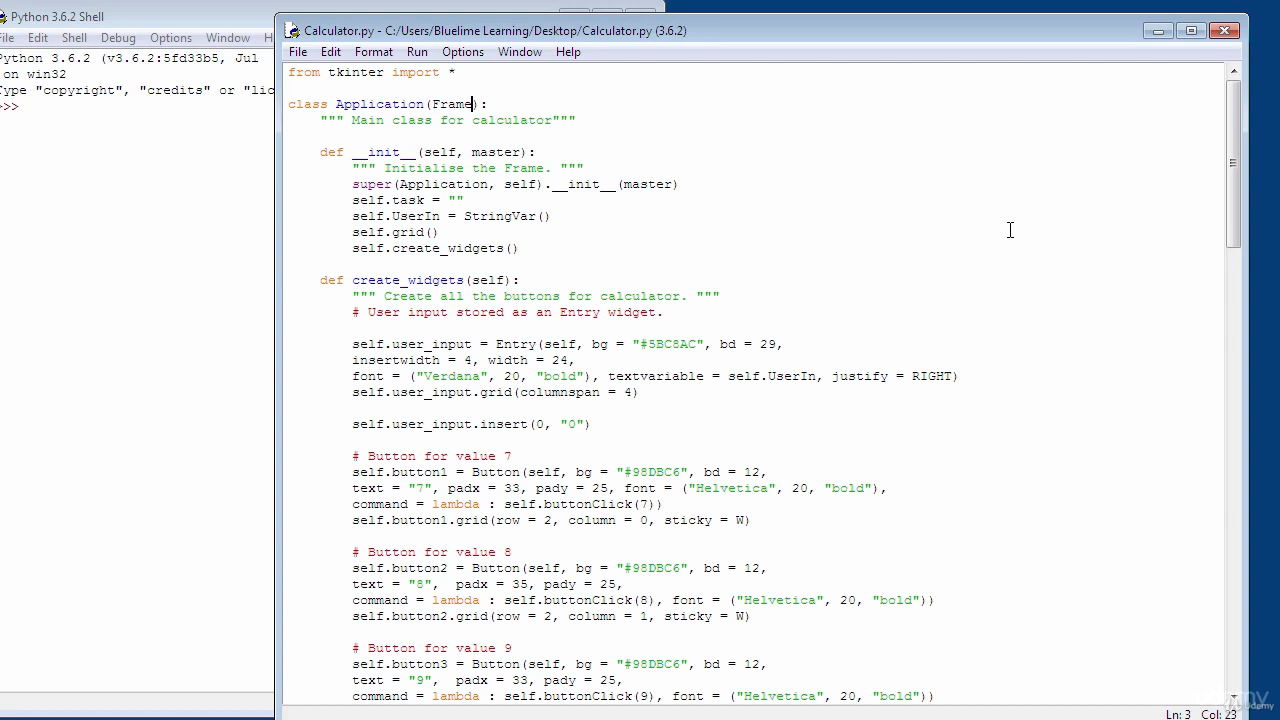 Python 3.6.2 Shell
File Edit Shell Debug Options Window H
Python 3.6.2 (v3.6.2:5fd33b5, Jul
on win32
Type "copyright", "credits" or "lic
>>>
Calculator.py - C:/Users/Bluelime Learning/Desktop/Calculator.py (3.6.2)
File Edit Format Run Options Window Help
from tkinter import *
class Application(Frame):
""" Main class for calculator"""
def __init__(self, master):
""" Initialise the Frame. """
super(Application, self).__init__(master)
self.task = ""
self.UserIn = StringVar()
self.grid()
self.create_widgets()
def create_widgets(self):
""" Create all the buttons for calculator. """
# User input stored as an Entry widget.
self.user_input = Entry(self, bg = "#5BC8AC", bd = 29,
insertwidth = 4, width = 24,
font = ("Verdana", 20, "bold"), textvariable = self.UserIn, justify = RIGHT)
self.user_input.grid(columnspan = 4)
self.user_input.insert(0, "0")
# Button for value 7
self.button1 = Button(self, bg = "#98DBC6", bd = 12,
text = "7", padx = 33, pady = 25, font = ("Helvetica", 20, "bold"),
command = lambda : self.buttonClick(7))
self.button1.grid(row = 2, column = 0, sticky = W)
# Button for value 8
self.button2 = Button(self, bg = "#98DBC6", bd = 12,
text = "8",  padx = 35, pady = 25,
command = lambda : self.buttonClick(8), font = ("Helvetica", 20, "bold"))
self.button2.grid(row = 2, column = 1, sticky = W)
# Button for value 9
self.button3 = Button(self, bg = "#98DBC6", bd = 12,
text = "9",  padx = 33, pady = 25,
command = lambda : self.buttonClick(9), font = ("Helvetica", 20, "bold"))
Udemy
Ln: 3 Col: 23